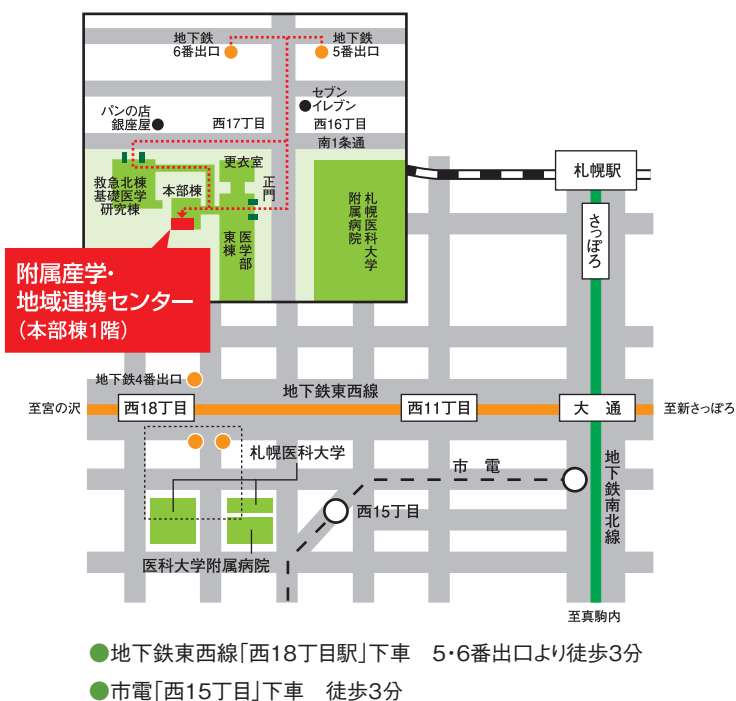 地下鉄
6番出口
地下鉄
5番出口
セブン
イレブン
パンの店
銀座屋
西17丁目
西16丁目
南1条通
更衣室
救急北棟
基礎医学
研究棟
本部棟
正門
医学部
東棟
札幌医科大学
附属病院
附属産学・
地域連携センター
（本部棟1階）
札幌駅
さっぽろ
地下鉄4番出口
地下鉄東西線
至宮の沢
西18丁目
西11丁目
大 通
至新さっぽろ
札幌医科大学
市 電
地下鉄南北線
西15丁目
医科大学附属病院
至真駒内
●地下鉄東西線「西18丁目駅」下車　5・6番出口より徒歩3分
●市電「西15丁目」下車　徒歩3分